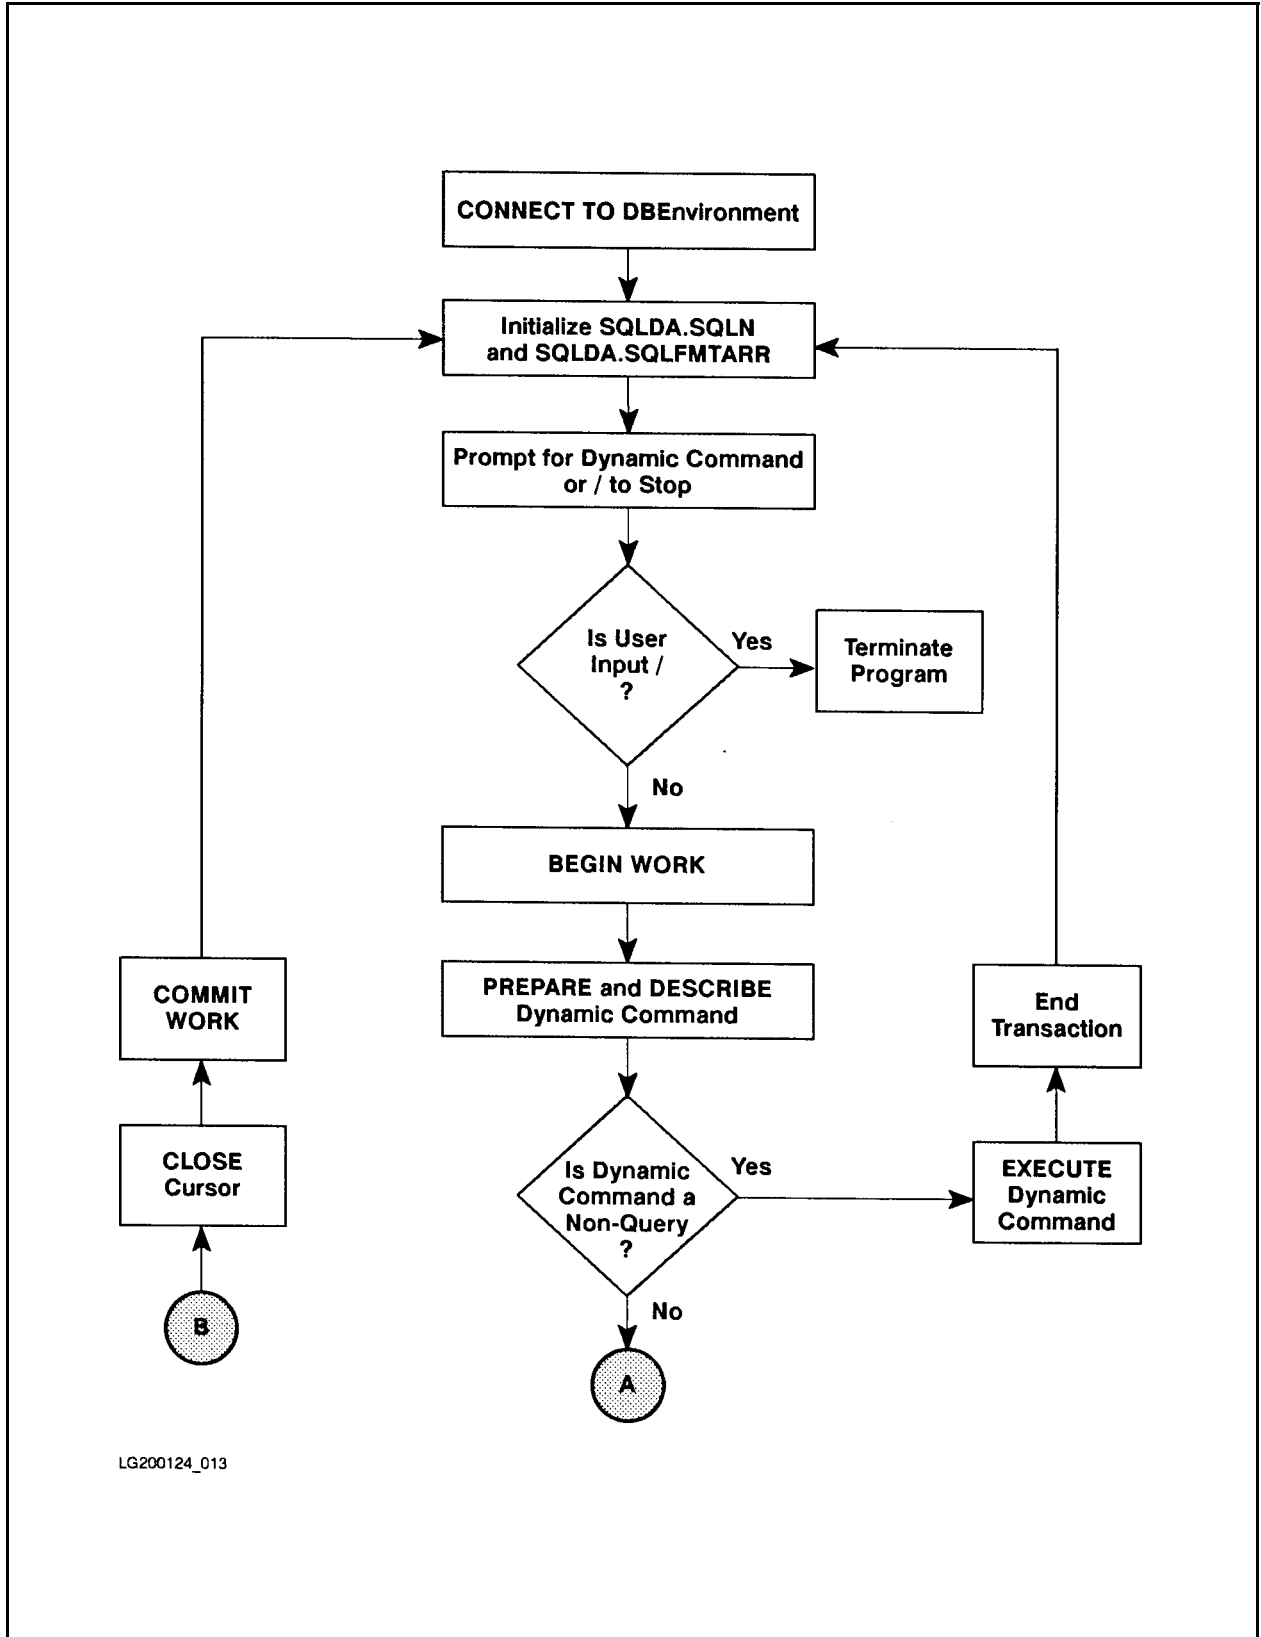 CONNECT TO DBEnvironment
Initialize SQLDA.SQLN
and SQLDA.SQLFMTARR
Prompt for Dynamic Command
or / to Stop
Is User
Input /
?
Yes
Terminate
Program
No
BEGIN WORK
PREPARE and DESCRIBE
Dynamic Command
Is Dynamic
Command a
Non-Query
?
Yes
EXECUTE
Dynamic
Command
End
Transaction
No
A
B
CLOSE
Cursor
COMMIT
WORK
LG200124_013